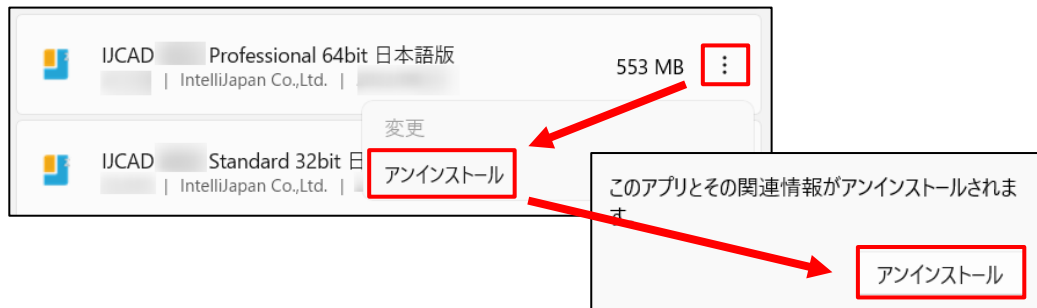 IJCAD Professional 64bit 日本語版
| IntelliJapan Co.,Ltd. |
553 MB
変更
アンインストール
IJCAD Standard 32bit 日
| IntelliJapan Co.,Ltd. |
このアプリとその関連情報がアンインストールされま
す。
アンインストール